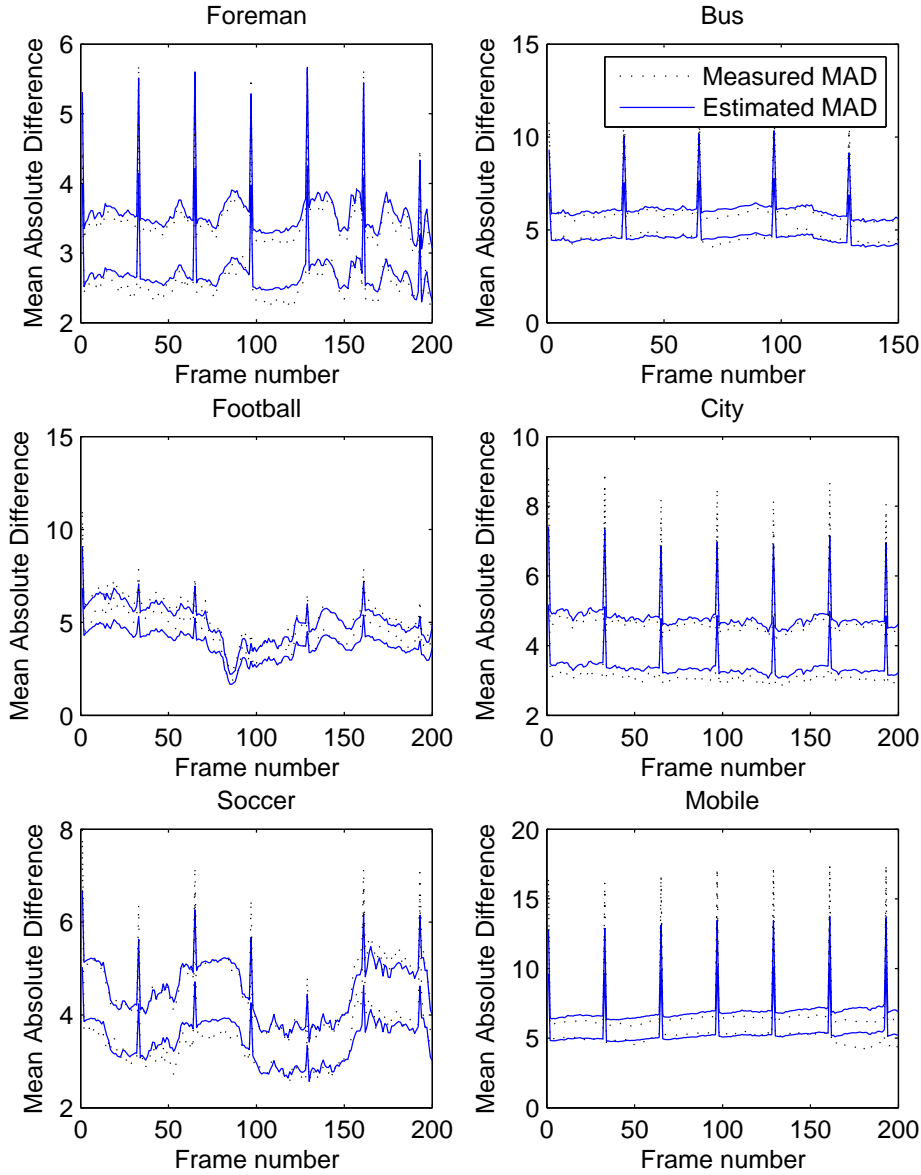 Foreman
Mean Absolute Difference
6
5
4
3
2
0 50 100 150 200
Frame number
Bus
Mean Absolute Difference
15
10
5
0
0 50 100 150
Frame number
Measured MAD
Estimated MAD
Football
Mean Absolute Difference
15
10
5
0
0 50 100 150 200
Frame number
City
Mean Absolute Difference
10
8
6
4
2
0 50 100 150 200
Frame number
Soccer
Mean Absolute Difference
8
6
4
2
0 50 100 150 200
Frame number
Mobile
Mean Absolute Difference
20
15
10
5
0
0 50 100 150 200
Frame number